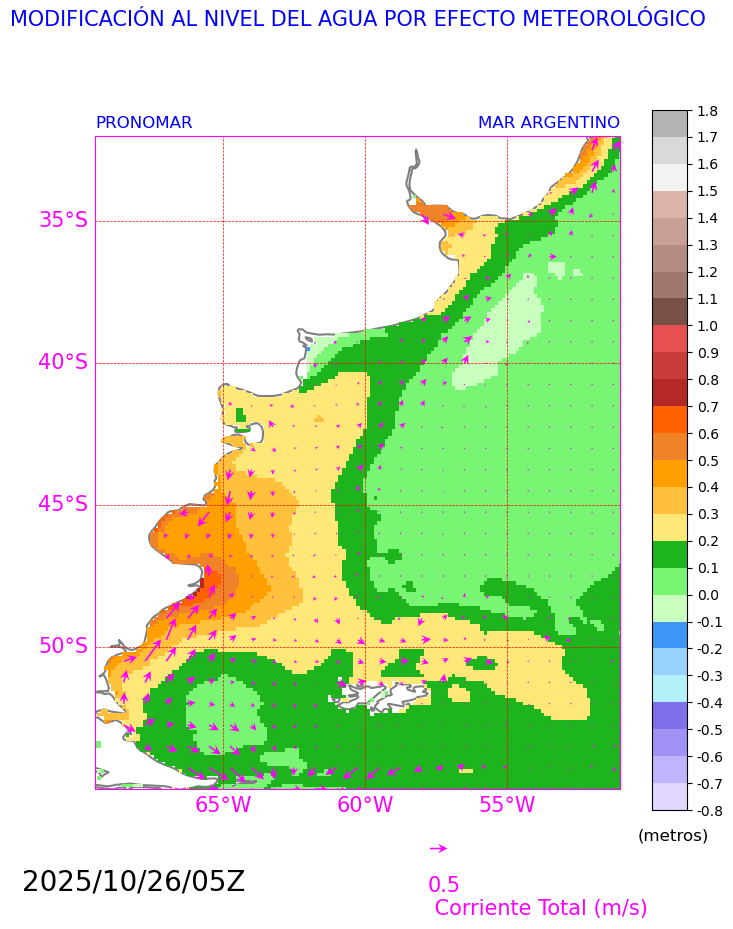 MODIFICACIÓN AL NIVEL DEL AGUA POR EFECTO METEOROLÓGICO
PRONOMAR MAR ARGENTINO
35°S
40°S
45°S
50°S
65°W 60°W 55°W
1.8
1.7
1.6
1.5
1.4
1.3
1.2
1.1
1.0
0.9
0.8
0.7
0.6
0.5
0.4
0.3
0.2
0.1
0.0
-0.1
-0.2
-0.3
-0.4
-0.5
-0.6
-0.7
-0.8
(metros)
2025/10/26/05Z
0.5
Corriente Total (m/s)